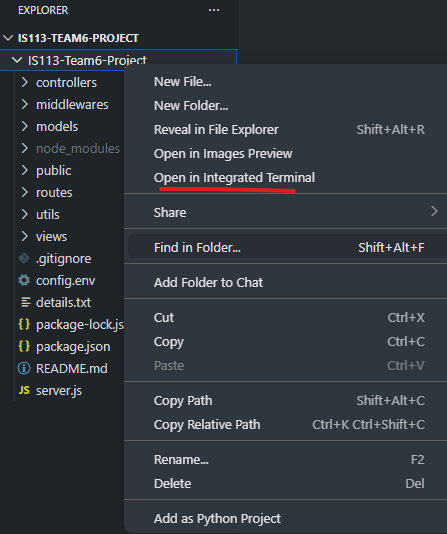 EXPLORER ...
IS113-TEAM6-PROJECT
IS113-Team6-Project
controllers
middlewares
models
node_modules
public
routes
utils
views
.gitignore
config.env
details.txt
package-lock.js
package.json
README.md
JS server.js
New File...
New Folder...
Reveal in File Explorer Shift+Alt+R
Open in Images Preview
Open in Integrated Terminal
Share
Find in Folder... Shift+Alt+F
Add Folder to Chat
Cut Ctrl+X
Copy Ctrl+C
Paste Ctrl+V
Copy Path Shift+Alt+C
Copy Relative Path Ctrl+K Ctrl+Shift+C
Rename... F2
Delete Del
Add as Python Project